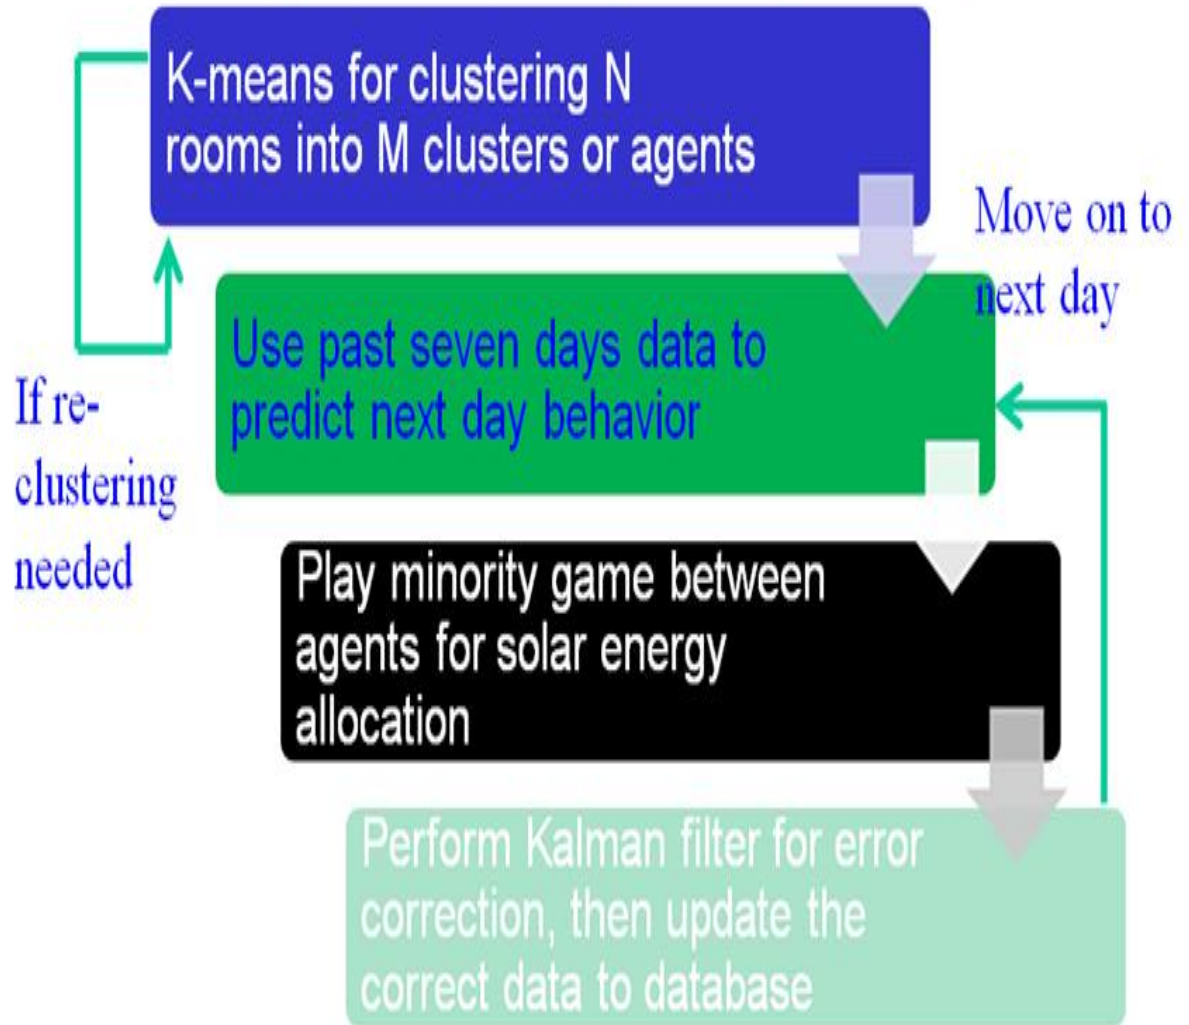 K-means for clustering N
rooms into M clusters or agents
Move on to
next day
Use past seven days data to
predict next day behavior
If re-
clustering
needed
Play minority game between
agents for solar energy
allocation
Perform Kalman filter for error
correction, then update the
correct data to database